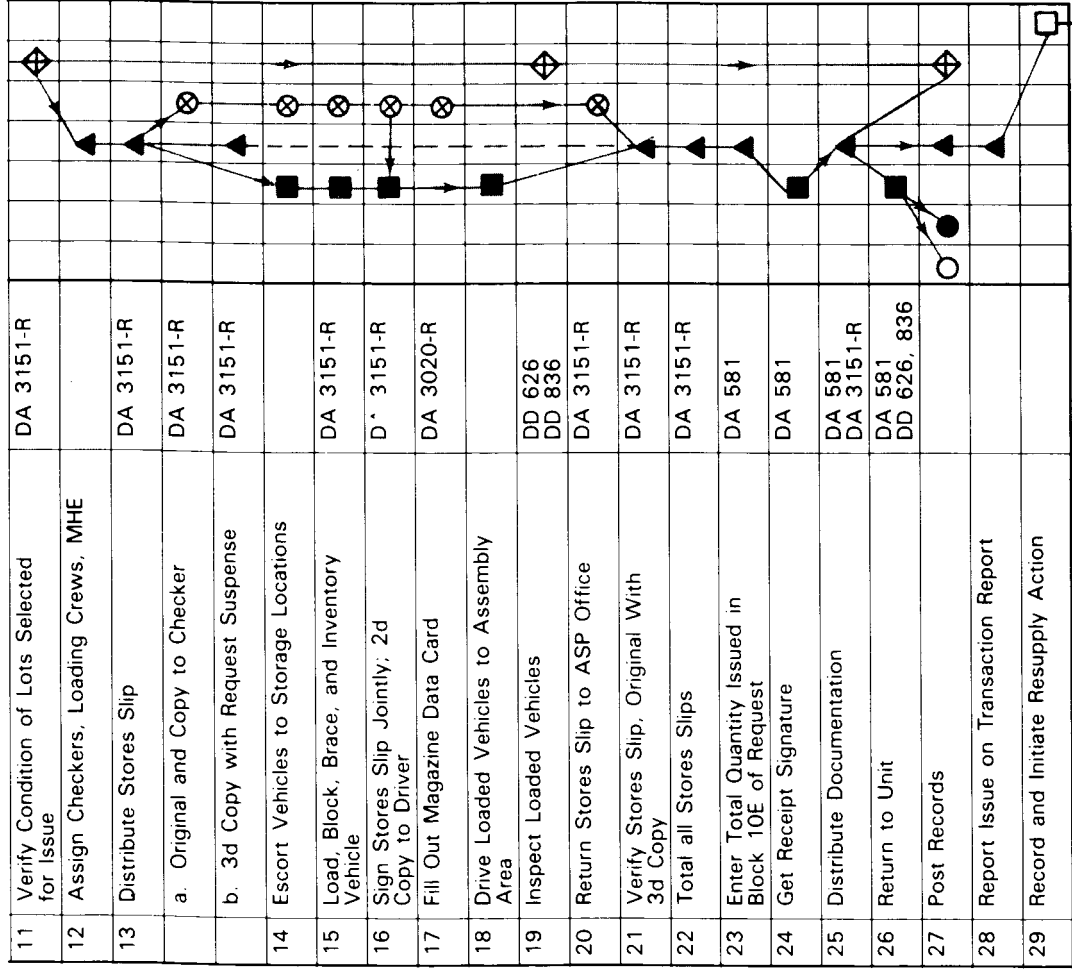 11 Verify Condition of Lots Selected DA 3151-R
for Issue
12 Assign Checkers, Loading Crews, MHE
13 Distribute Stores Slip DA 3151-R
a. Original and Copy to Checker DA 3151-R
b. 3d Copy with Request Suspense DA 3151-R
14 Escort Vehicles to Storage Locations
15 Load, Block, Brace, and Inventory DA 3151-R
Vehicle
16 Sign Stores Slip Jointly; 2d D^ 3151-R
Copy to Driver
17 Fill Out Magazine Data Card DA 3020-R
18 Drive Loaded Vehicles to Assembly
Area
19 Inspect Loaded Vehicles DD 626
DD 836
20 Return Stores Slip to ASP Office DA 3151-R
21 Verify Stores Slip, Original With DA 3151-R
3d Copy
22 Total all Stores Slips DA 3151-R
23 Enter Total Quantity Issued in DA 581
Block 10E of Request
24 Get Receipt Signature DA 581
25 Distribute Documentation DA 581
DA 3151-R
26 Return to Unit DA 581
DD 626, 836
27 Post Records
28 Report Issue on Transaction Report
29 Record and Initiate Resupply Action